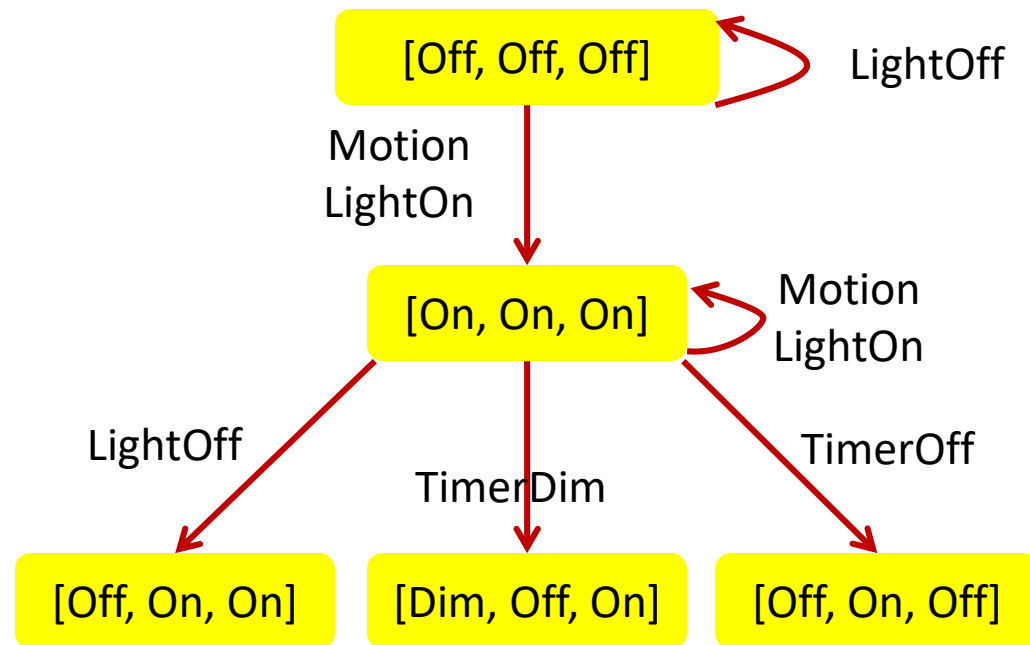 [Off, Off, Off]
LightOff
Motion
LightOn
[On, On, On]
Motion
LightOn
LightOff
TimerDim
TimerOff
[Off, On, On]
[Dim, Off, On]
[Off, On, Off]